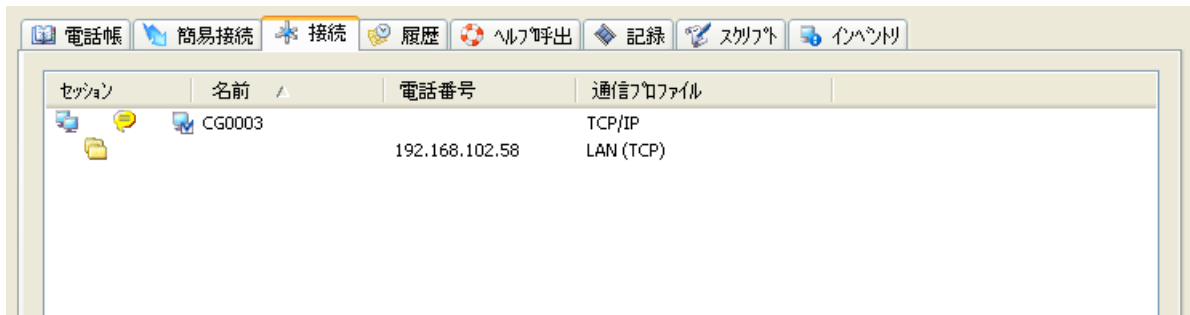 電話帳 簡易接続 接続 履歴 ﾍﾙﾌﾟ呼出 記録 ｽｸﾘﾌﾟﾄ ｲﾝﾍﾞﾝﾄﾘ
ｾｯｼｮﾝ 名前 電話番号 通信ﾌﾟﾛﾌｧｲﾙ
CG0003 TCP/IP
192.168.102.58 LAN (TCP)